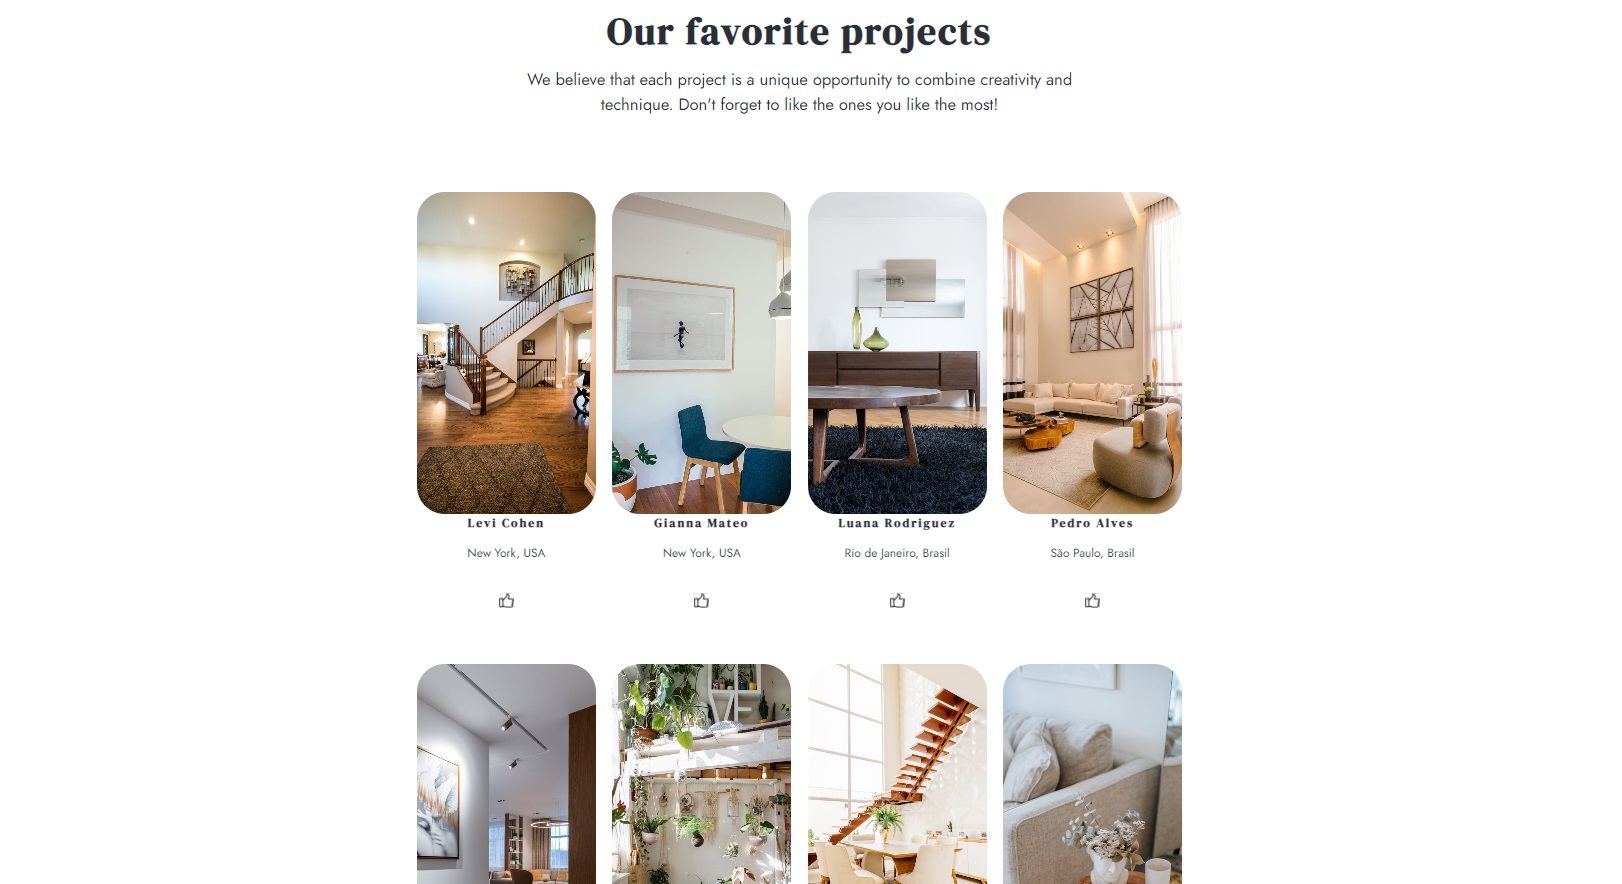 Our favorite projects
We believe that each project is a unique opportunity to combine creativity and
technique. Don't forget to like the ones you like the most!
Levi Cohen
Gianna Mateo
Luana Rodriguez
Pedro Alves
New York, USA
New York, USA
Rio de Janeiro, Brasil
São Paulo, Brasil